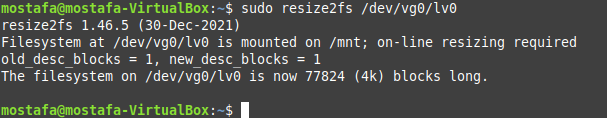 mostafa@mostafa-VirtualBox:~$ sudo resize2fs /dev/vg0/lv0
resize2fs 1.46.5 (30-Dec-2021)
Filesystem at /dev/vg0/lv0 is mounted on /mnt; on-line resizing required
old_desc_blocks = 1, new_desc_blocks = 1
The filesystem on /dev/vg0/lv0 is now 77824 (4k) blocks long.
mostafa@mostafa-VirtualBox:~$